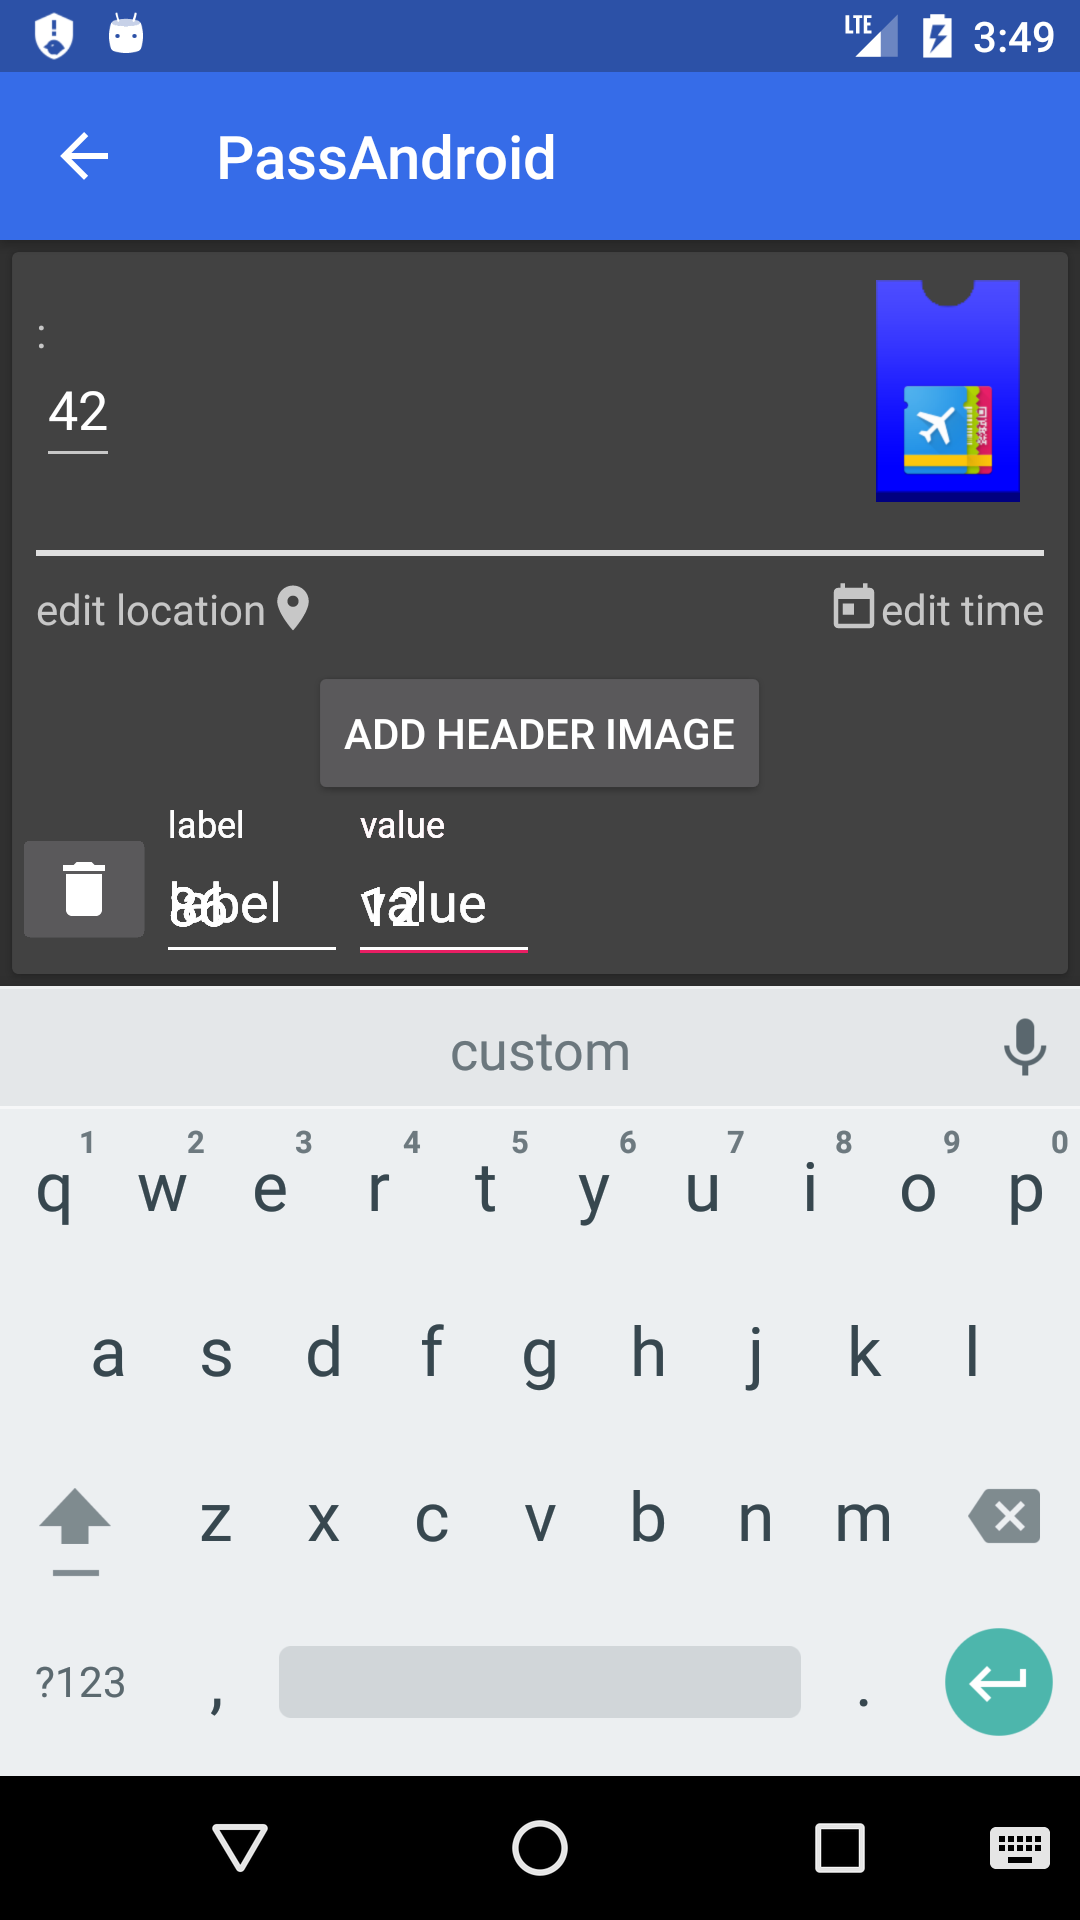 LTE 3:49
PassAndroid
:
42
edit location edit time
ADD HEADER IMAGE
label value
label value
12
custom
1 2 3 4 5 6 7 8 9 0
q w e r t y u i o p
a s d f g h j k l
z x c v b n m
?123 , .